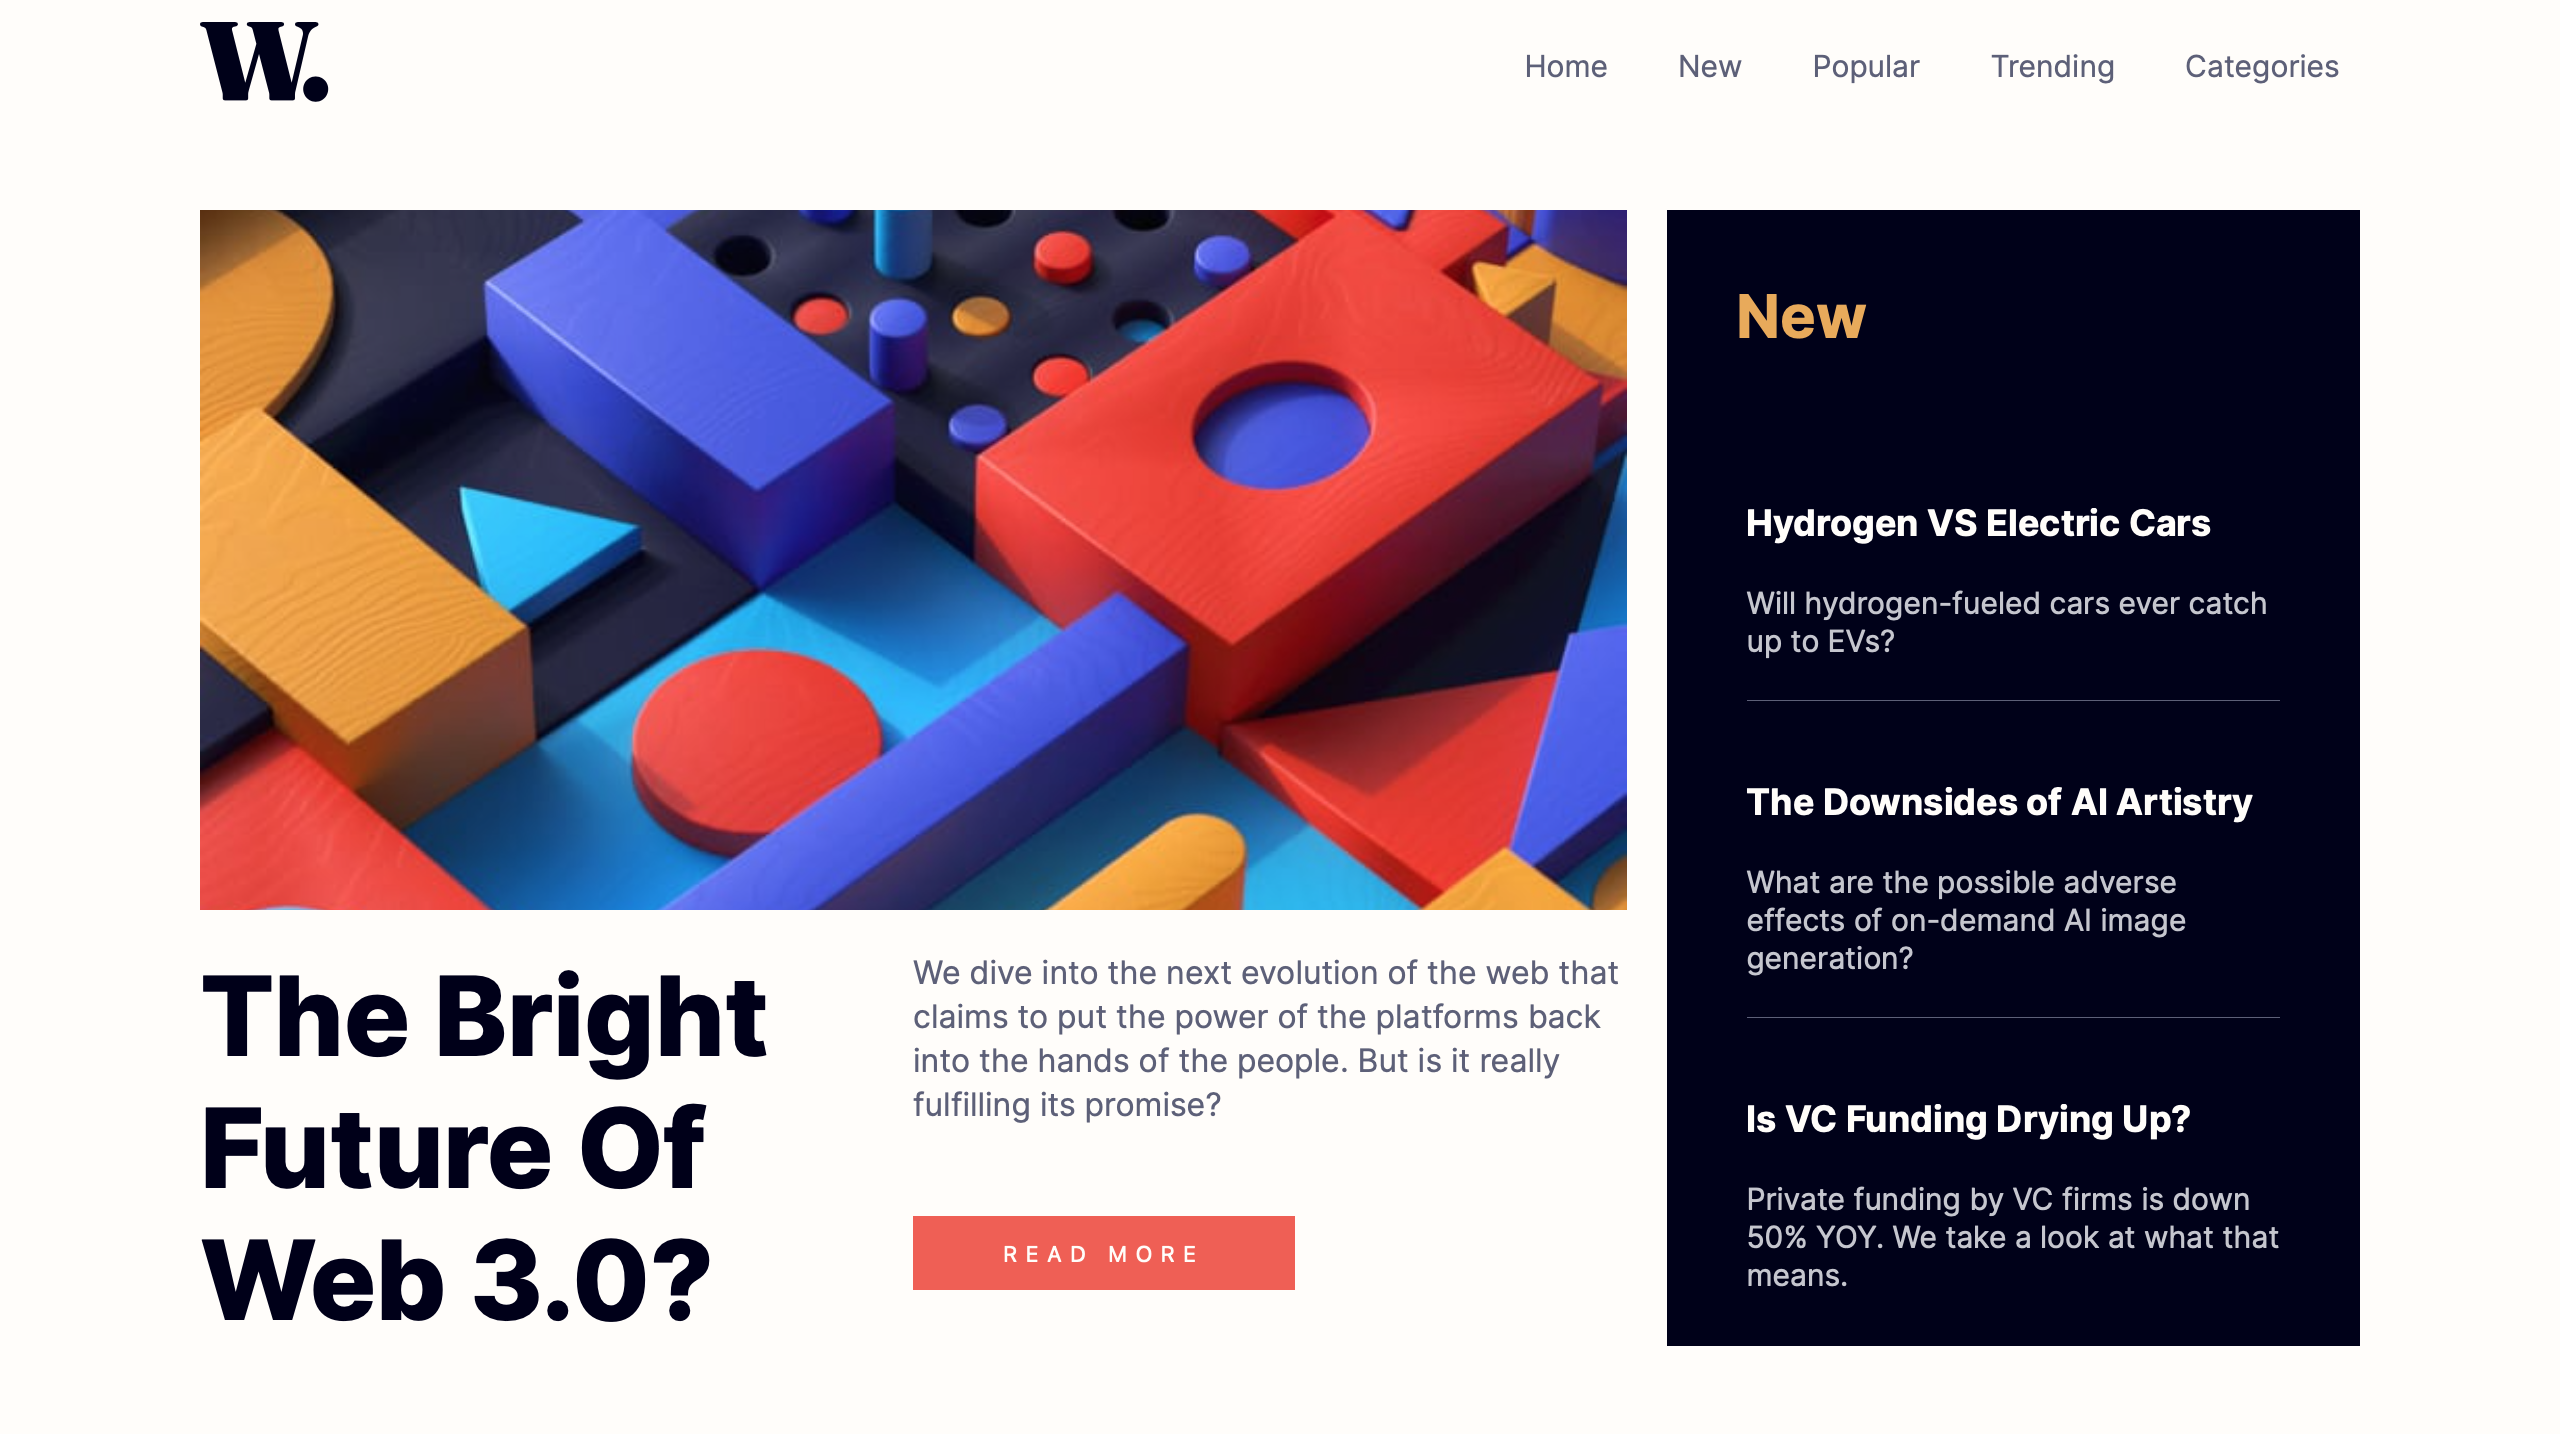 W.
Home New Popular Trending Categories
The Bright
Future Of
Web 3.0?
We dive into the next evolution of the web that
claims to put the power of the platforms back
into the hands of the people. But is it really
fulfilling its promise?
READ MORE
New
Hydrogen VS Electric Cars
Will hydrogen-fueled cars ever catch
up to EVs?
The Downsides of AI Artistry
What are the possible adverse
effects of on-demand AI image
generation?
Is VC Funding Drying Up?
Private funding by VC firms is down
50% YOY. We take a look at what that
means.